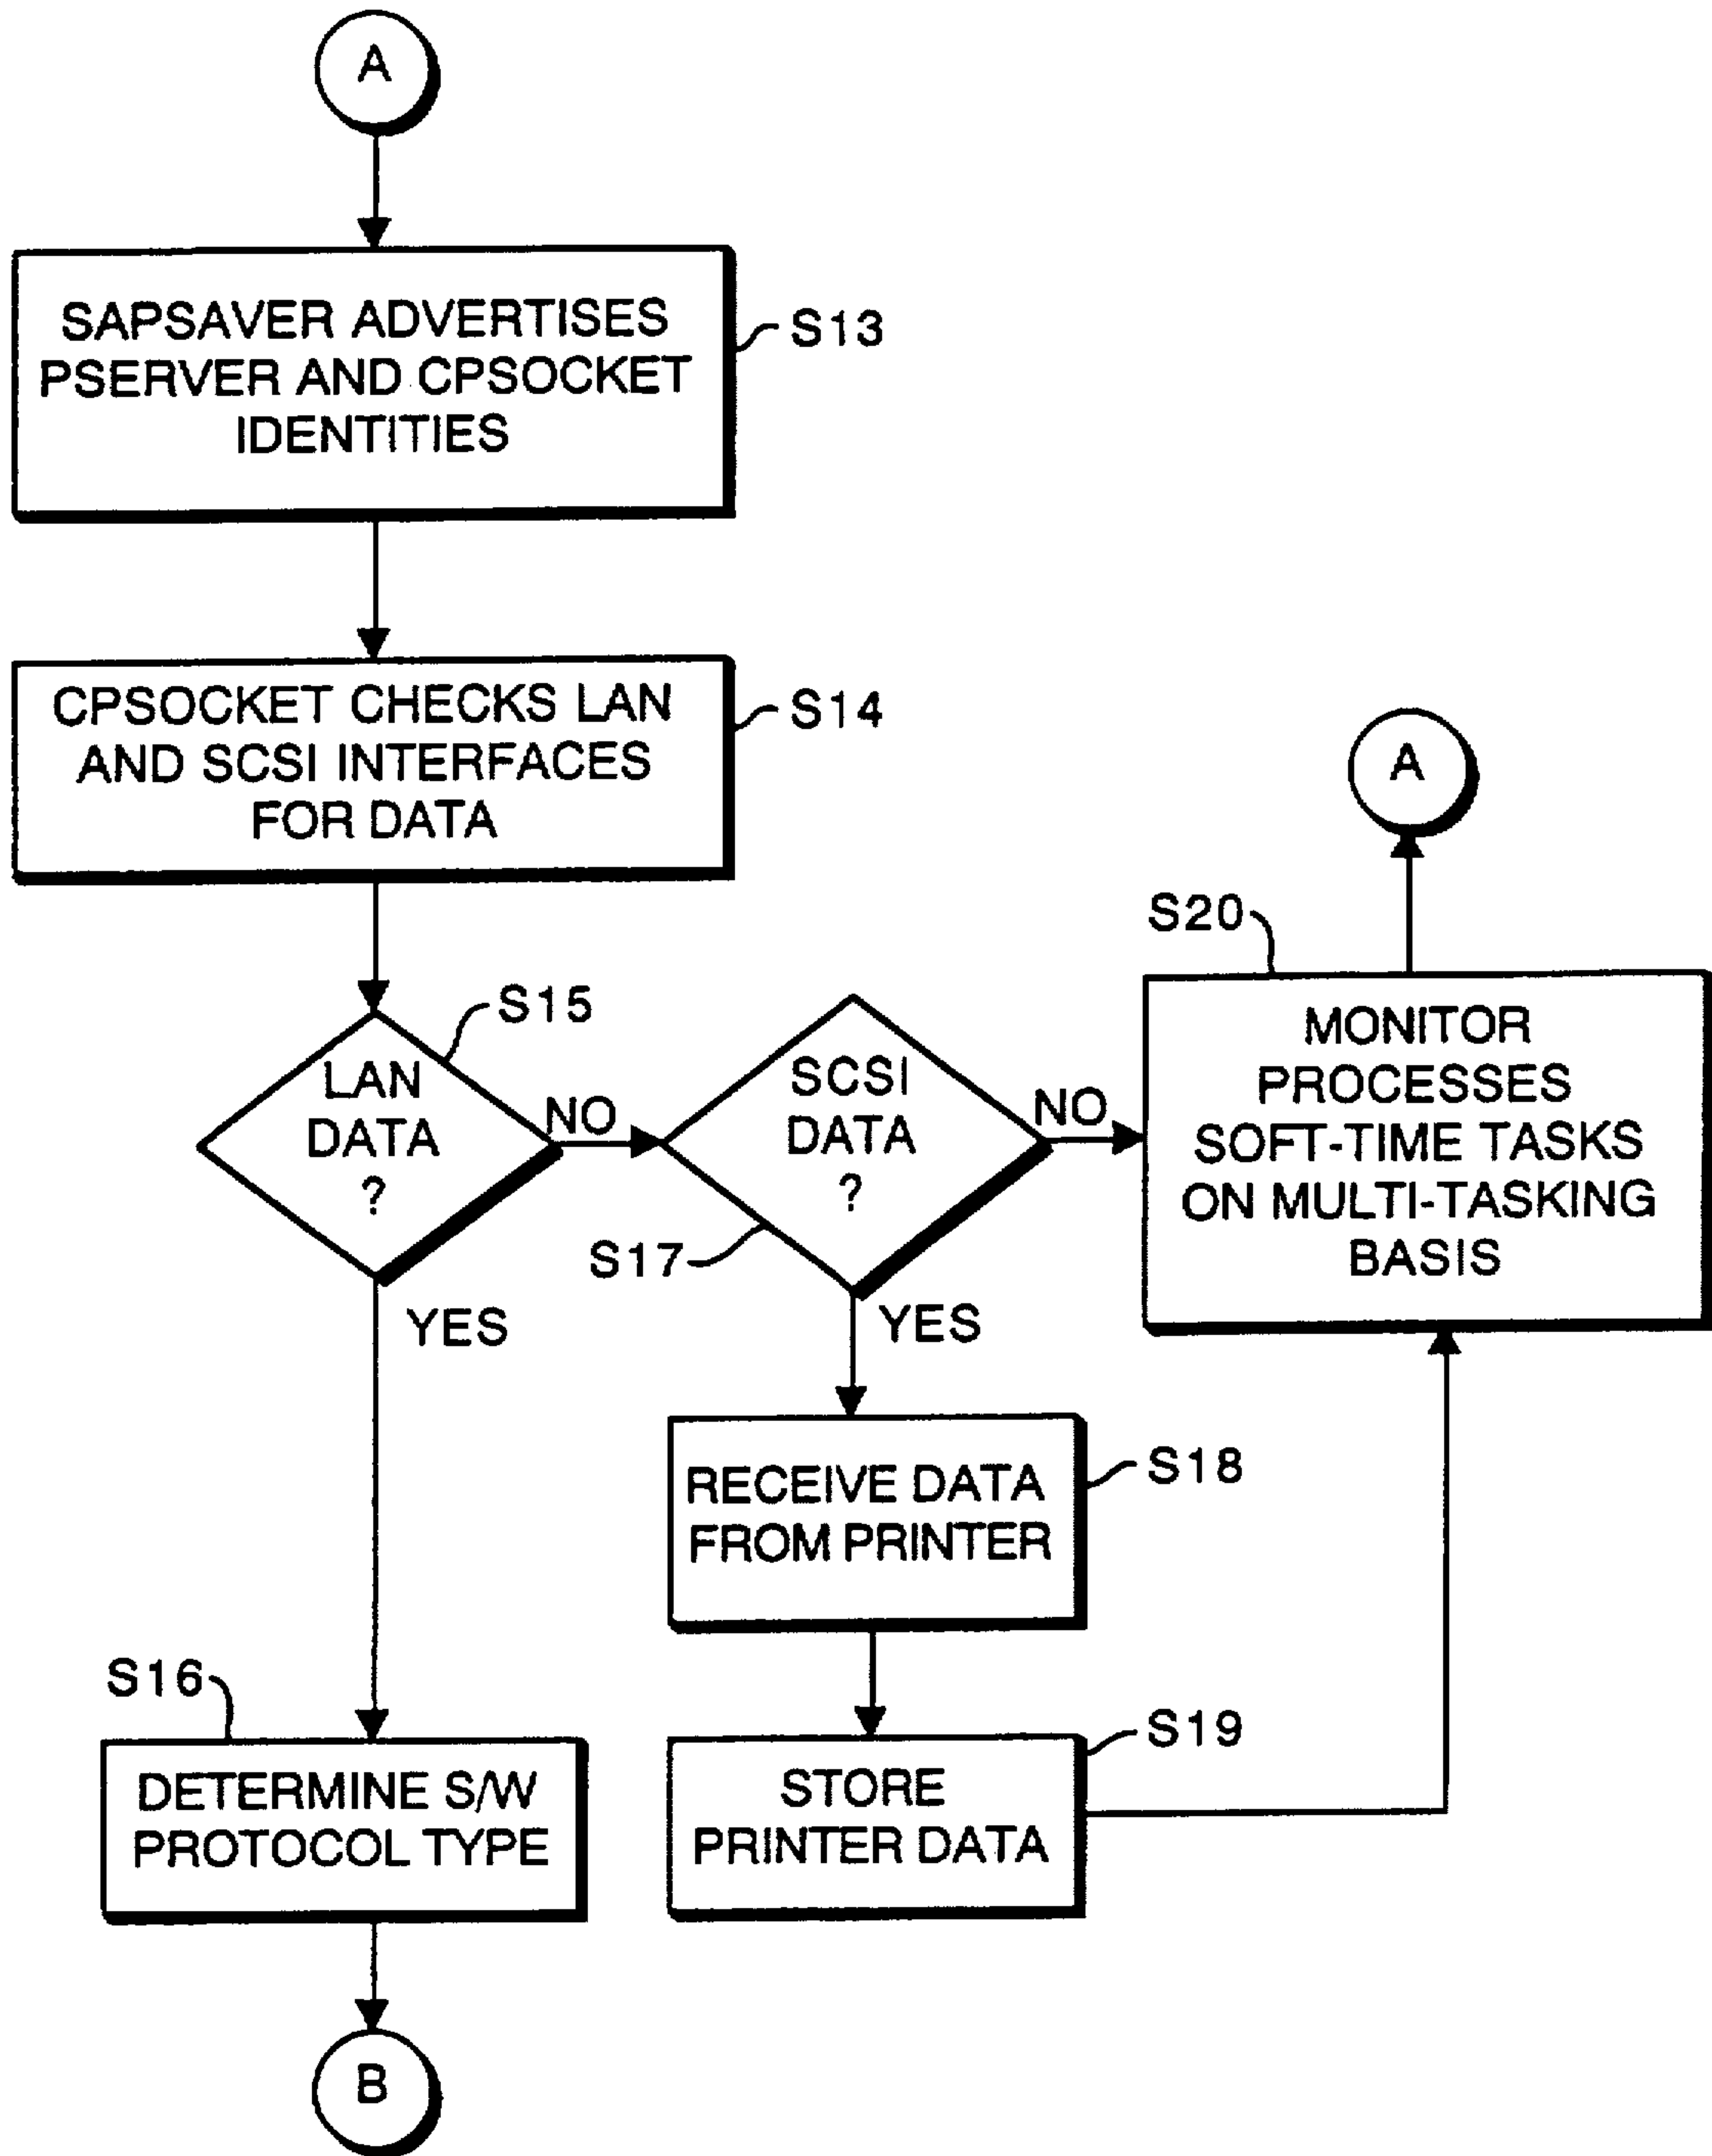 A
SAPSAVER ADVERTISES
PSERVER AND CPSOCKET
IDENTITIES
S13
CPSOCKET CHECKS LAN
AND SCSI INTERFACES
FOR DATA
S14
A
S20
MONITOR
PROCESSES
SOFT-TIME TASKS
ON MULTI-TASKING
BASIS
S15
LAN
DATA
?
NO
YES
SCSI
DATA
?
NO
S17
YES
RECEIVE DATA
FROM PRINTER
S18
S16
DETERMINE S/W
PROTOCOL TYPE
STORE
PRINTER DATA
S19
B